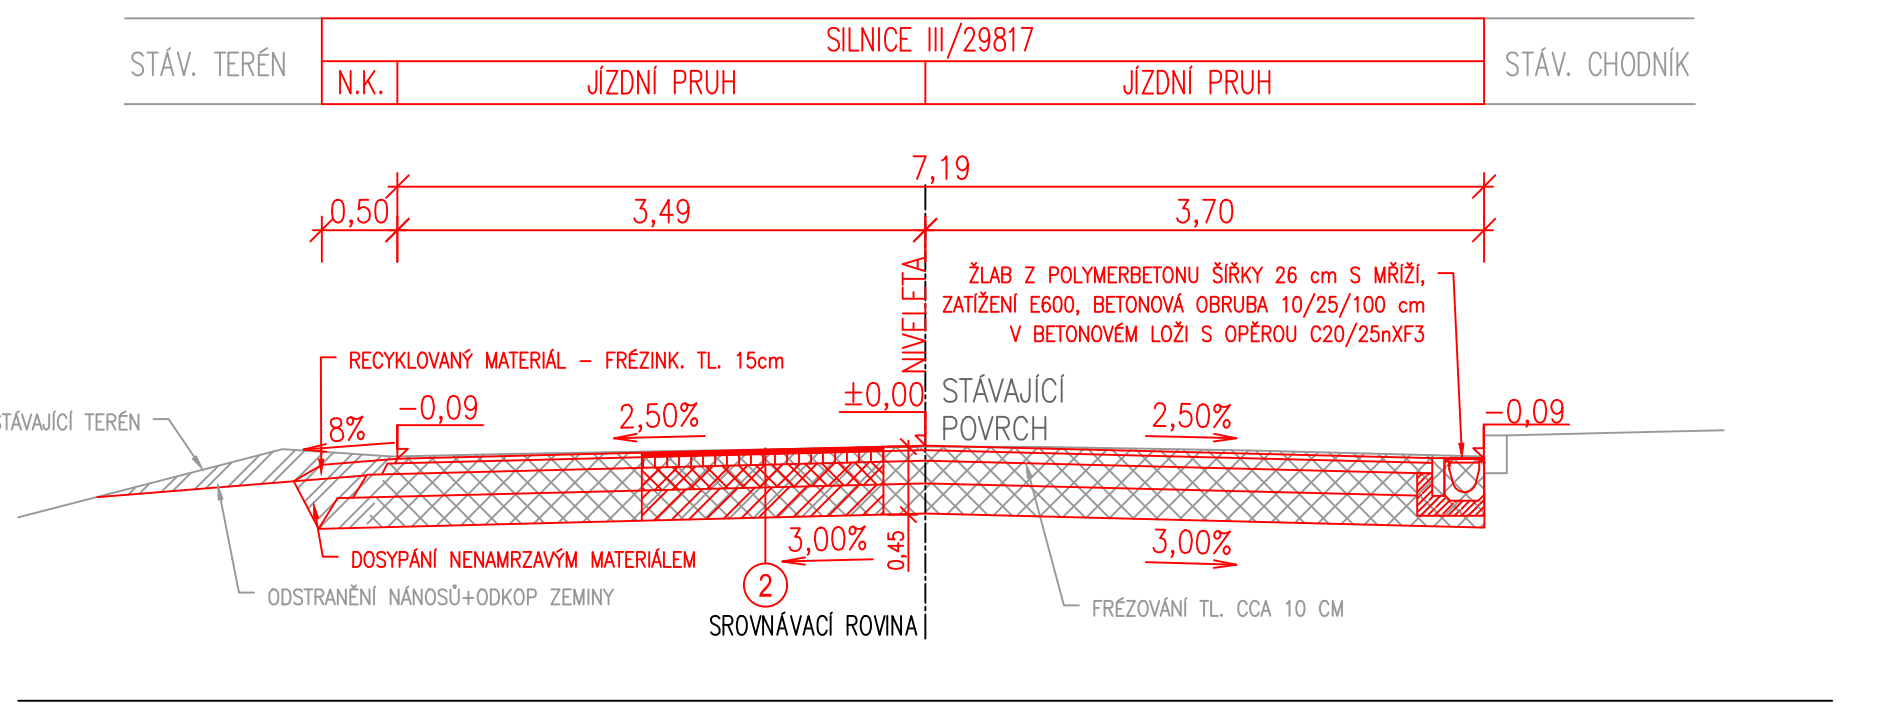 SILNICE III/29817
STÁV. TERÉN
N.K.
JÍZDNÍ PRUH
JÍZDNÍ PRUH
STÁV. CHODNÍK
7,19
0,50
3,49
3,70
NIVELETA
ŽLAB Z POLYMERBETONU ŠÍŘKY 26 cm S MŘÍŽÍ,
ZATÍŽENÍ E600, BETONOVÁ OBRUBA 10/25/100 cm
V BETONOVÉM LOŽI S OPĚROU C20/25nXF3
RECYKLOVANÝ MATERIÁL – FRÉZINK. TL. 15cm
STÁVAJÍCÍ
POVRCH
±0,00
STÁVAJÍCÍ TERÉN
8%
-0,09
2,50%
2,50%
-0,09
3,00%
0,45
3,00%
DOSYPÁNÍ NENAMRZAVÝM MATERIÁLEM
2
ODSTRANĚNÍ NÁNOSŮ+ODKOP ZEMINY
FRÉZOVÁNÍ TL. CCA 10 CM
SROVNÁVACÍ ROVINA